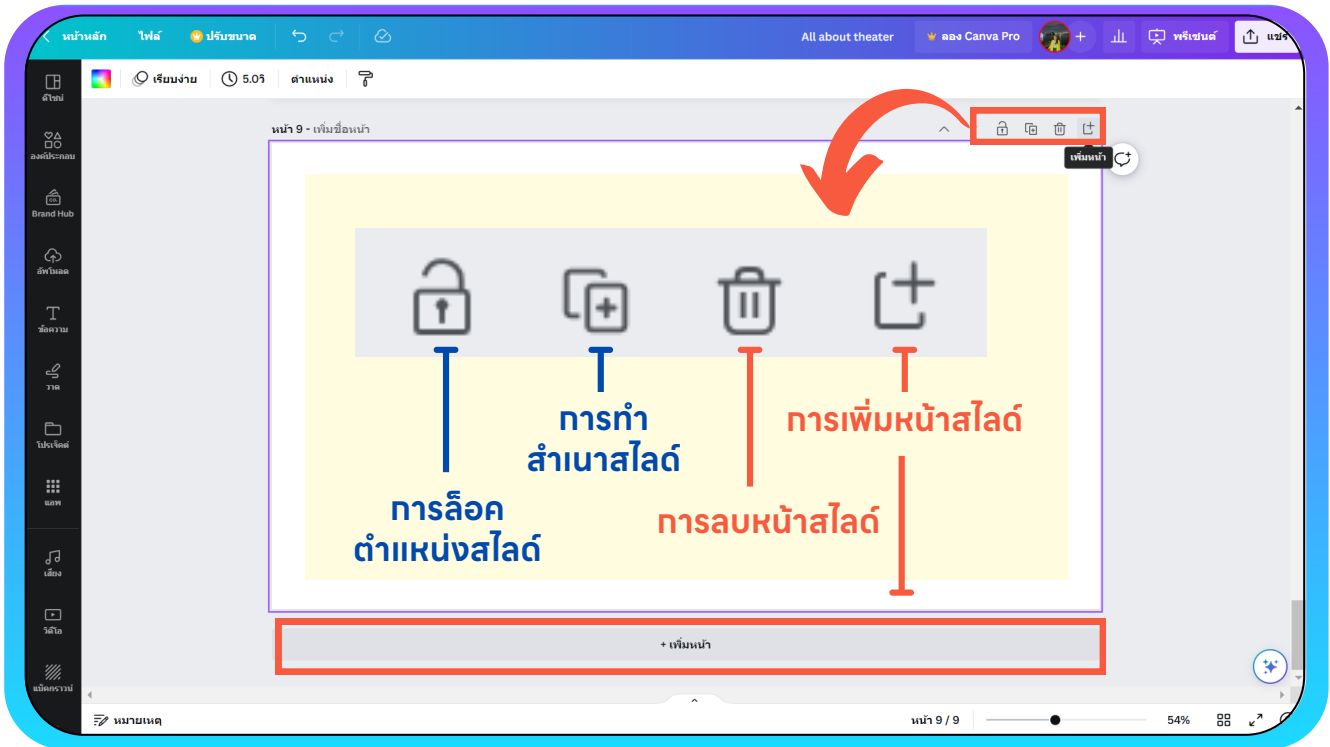 หน้าหลัก
ไฟล์
ปรับขนาด
All about theater
ลอง Canva Pro
พรีเซนต์
แชร์
ดีไซน์
องค์ประกอบ
Brand Hub
อัพโหลด
ข้อความ
วาด
โปรเจ็คต์
แอพ
เสียง
วิดีโอ
แบ็คกราวน์
เรียบง่าย
5.0วิ
ตำแหน่ง
หน้า 9 - เพิ่มชื่อหน้า
เพิ่มหน้า
การล็อค
ตำแหน่งสไลด์
การทำ
สำเนาสไลด์
การลบหน้าสไลด์
การเพิ่มหน้าสไลด์
+ เพิ่มหน้า
หมายเหตุ
หน้า 9 / 9
54%